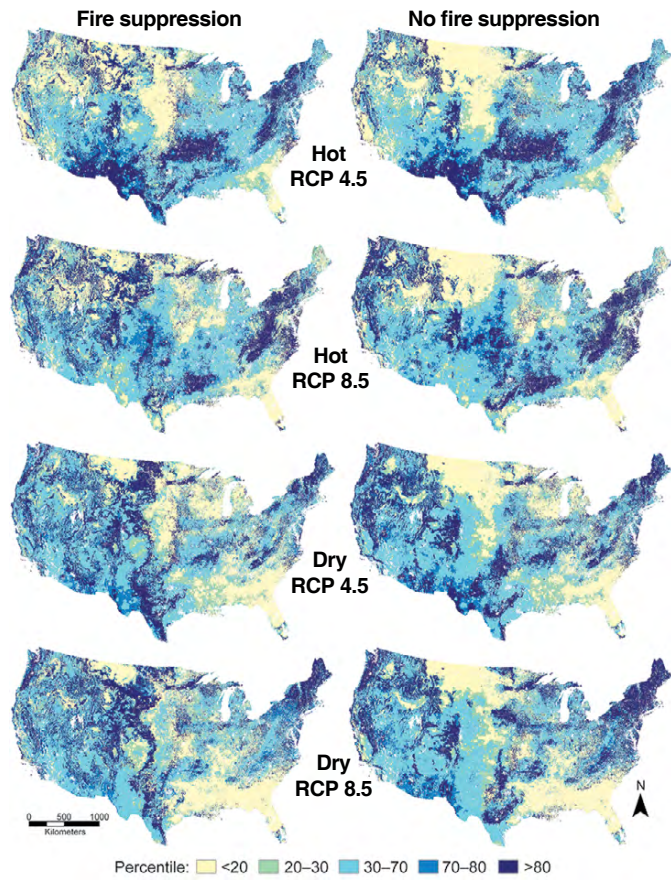 Fire suppression
No fire suppression
Hot
RCP 4.5
Hot
RCP 8.5
Dry
RCP 4.5
Dry
RCP 8.5
N
0 500 1000
Kilometers
Percentile: <20 20–30 30–70 70–80 >80